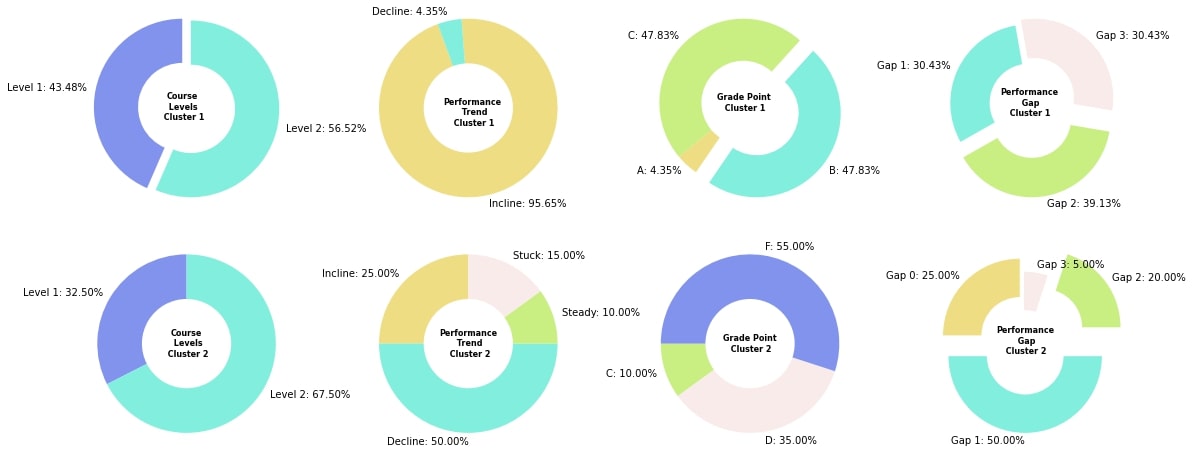 Level 1: 43.48%
Course
Levels
Cluster 1
Level 2: 56.52%
Decline: 4.35%
Performance
Trend
Cluster 1
Incline: 95.65%
C: 47.83%
Grade Point
Cluster 1
A: 4.35%
B: 47.83%
Gap 3: 30.43%
Gap 1: 30.43%
Performance
Gap
Cluster 1
Gap 2: 39.13%
Level 1: 32.50%
Course
Levels
Cluster 2
Level 2: 67.50%
Stuck: 15.00%
Incline: 25.00%
Steady: 10.00%
Performance
Trend
Cluster 2
Decline: 50.00%
F: 55.00%
Grade Point
Cluster 2
C: 10.00%
D: 35.00%
Gap 3: 5.00%
Gap 0: 25.00%
Gap 2: 20.00%
Performance
Gap
Cluster 2
Gap 1: 50.00%